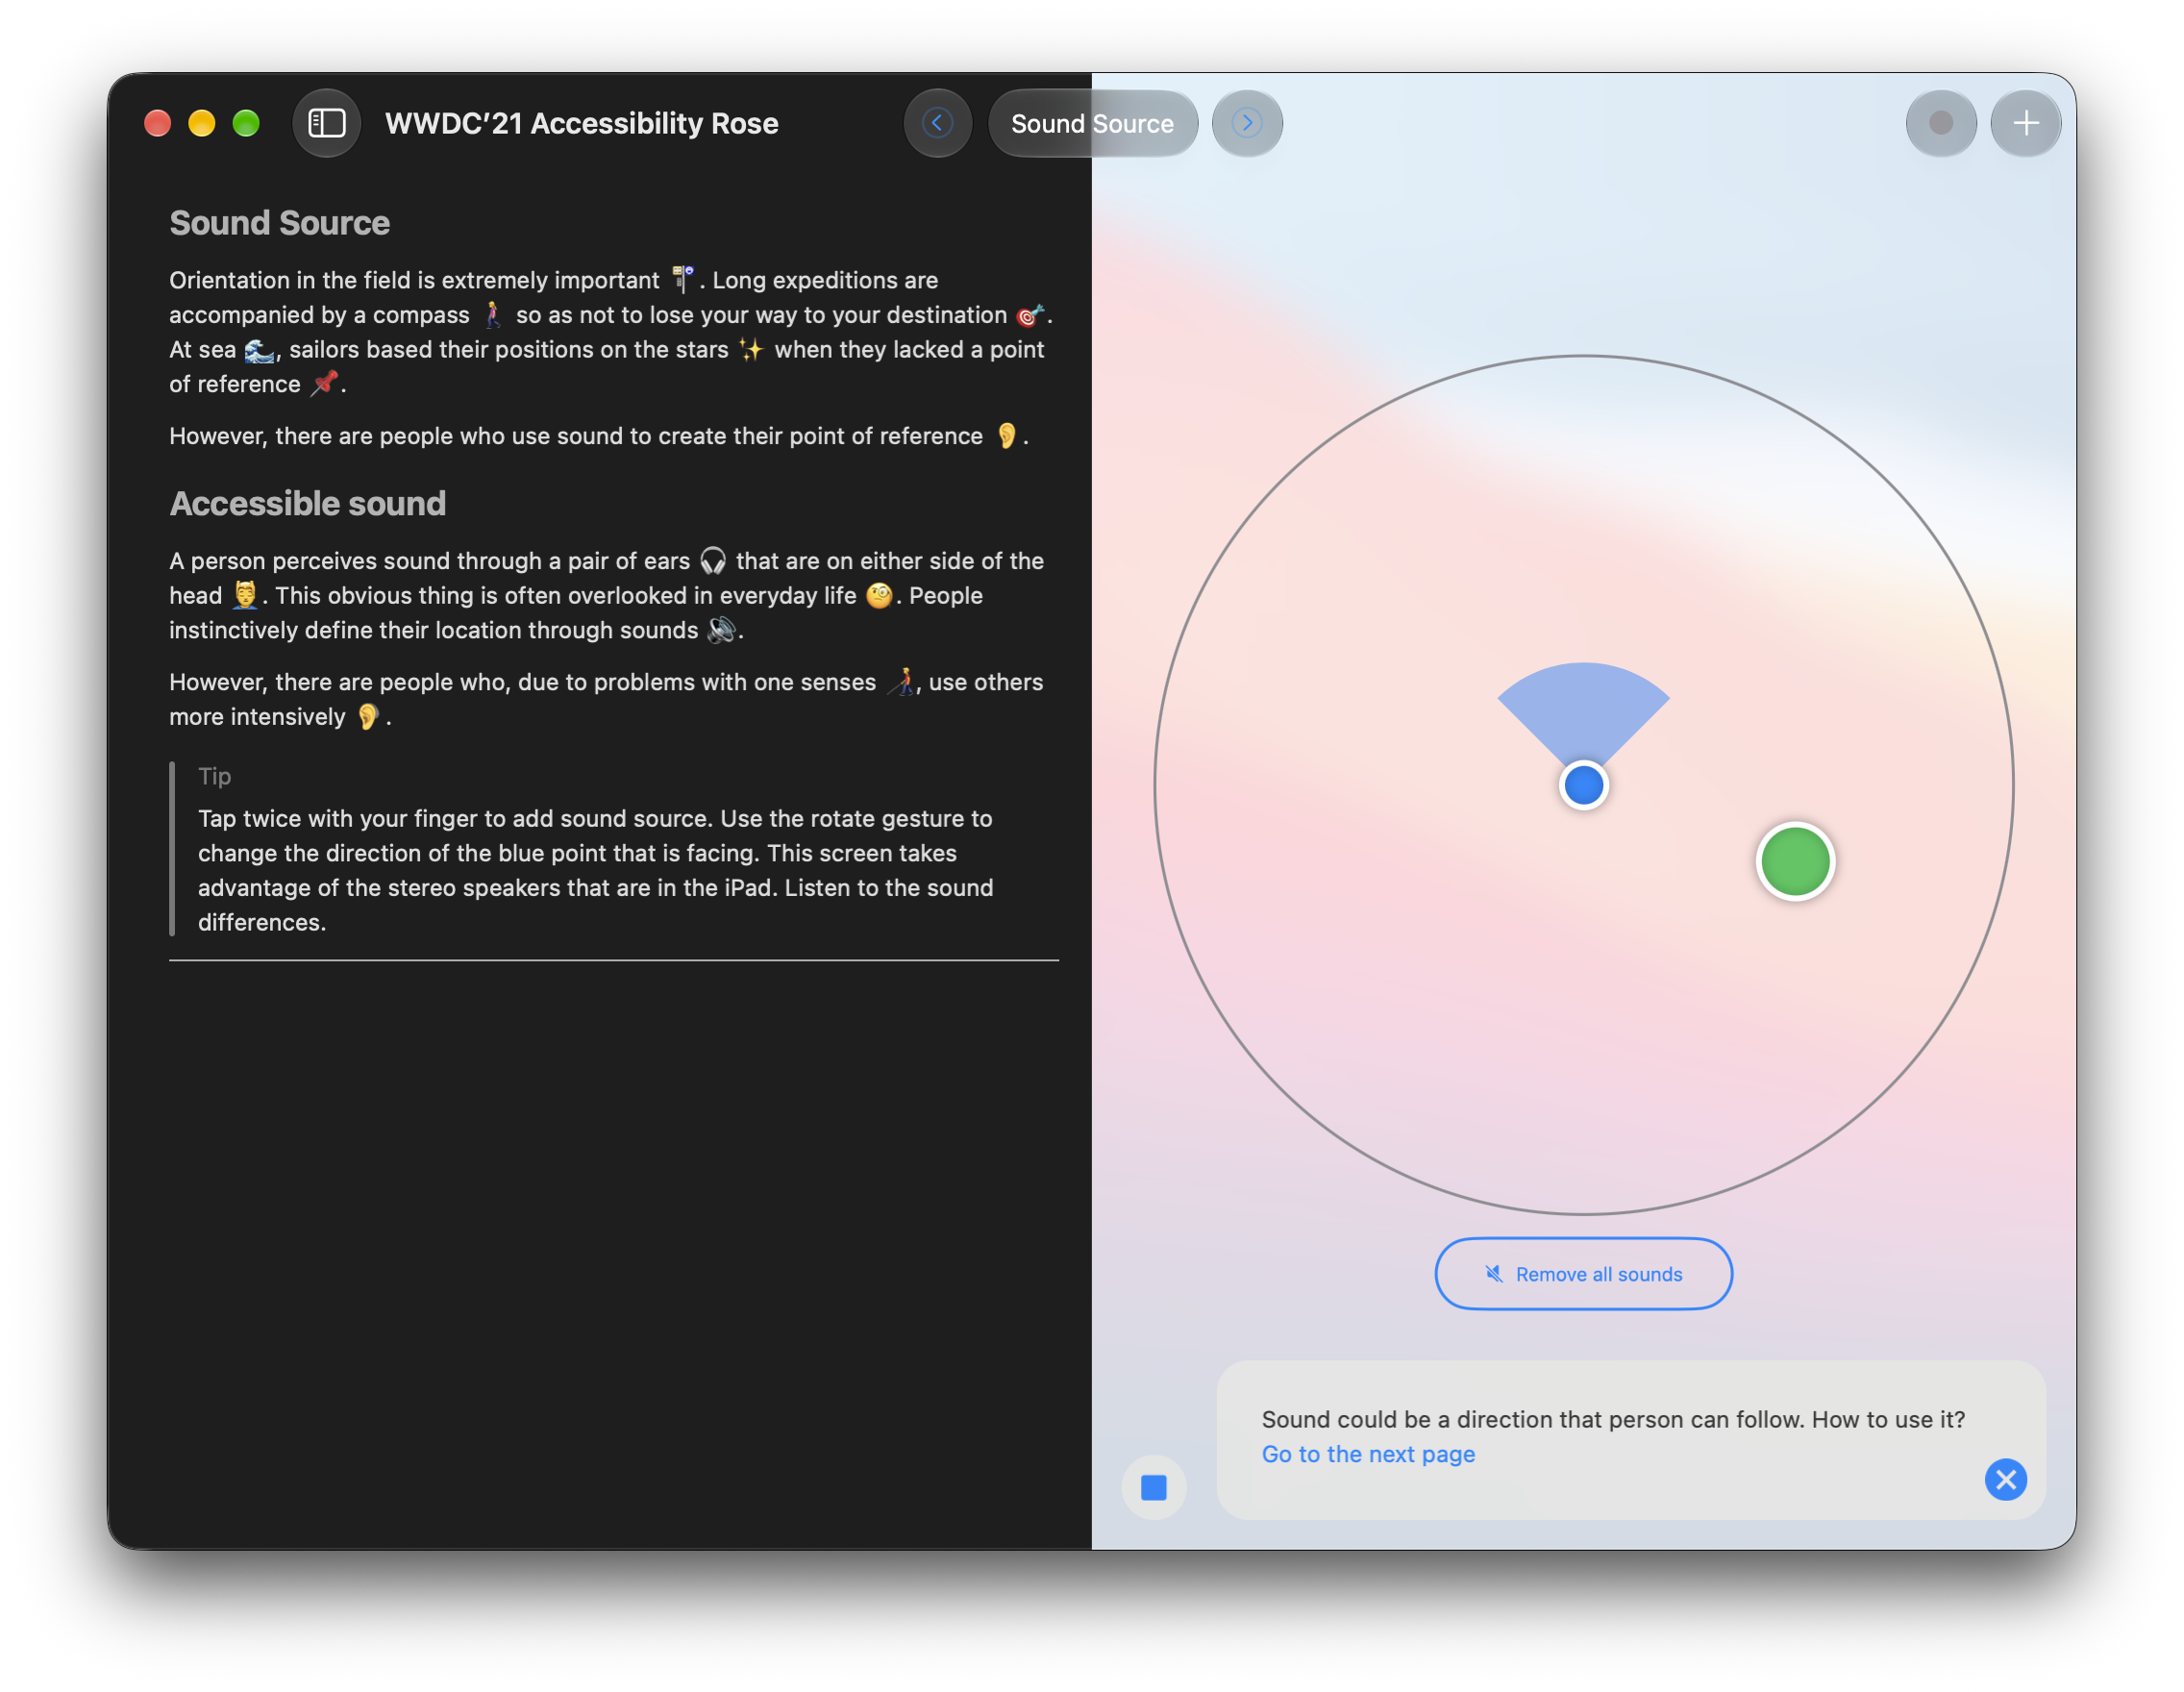 WWDC’21 Accessibility Rose
Sound Source
Sound Source
Orientation in the field is extremely important 🚏. Long expeditions are
accompanied by a compass 🚶 so as not to lose your way to your destination 🎯.
At sea 🌊, sailors based their positions on the stars ✨ when they lacked a point
of reference 📌.
However, there are people who use sound to create their point of reference 👂.
Accessible sound
A person perceives sound through a pair of ears 🎧 that are on either side of the
head 💆‍♂️. This obvious thing is often overlooked in everyday life 🧐. People
instinctively define their location through sounds 🔊.
However, there are people who, due to problems with one senses 👨‍🦯, use others
more intensively 🦻.
Tip
Tap twice with your finger to add sound source. Use the rotate gesture to
change the direction of the blue point that is facing. This screen takes
advantage of the stereo speakers that are in the iPad. Listen to the sound
differences.
Remove all sounds
Sound could be a direction that person can follow. How to use it?
Go to the next page